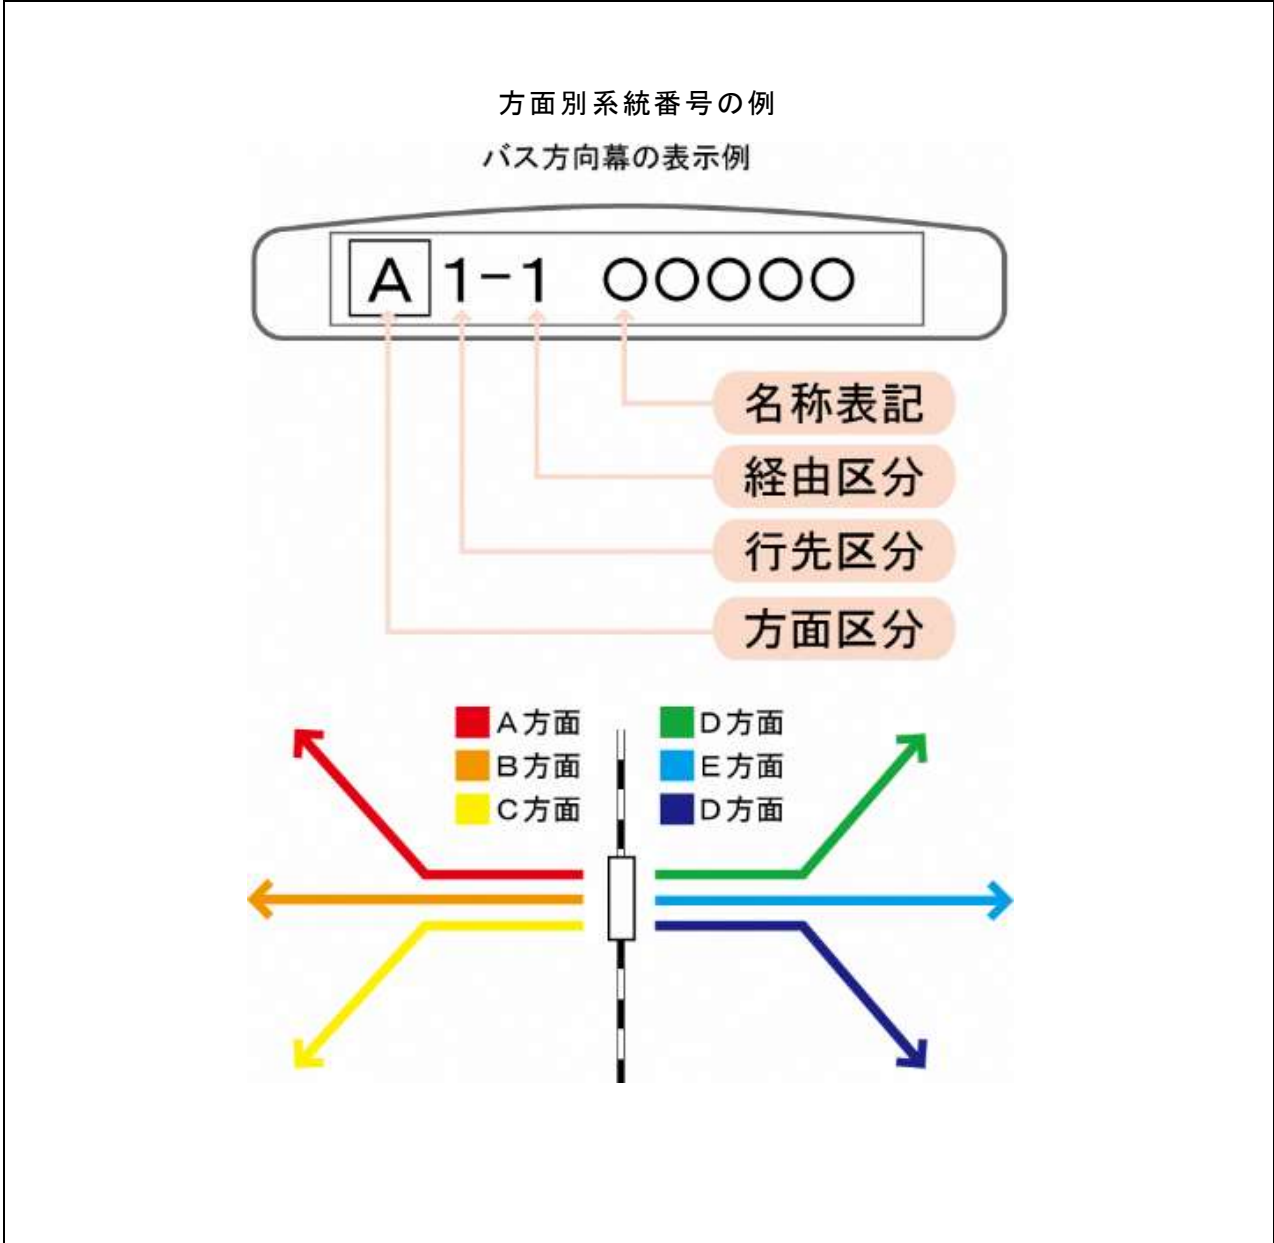 方面別系統番号の例
バス方向幕の表示例
A 1-1 ○○○○○
名称表記
経由区分
行先区分
方面区分
A方面
B方面
C方面
D方面
E方面
D方面